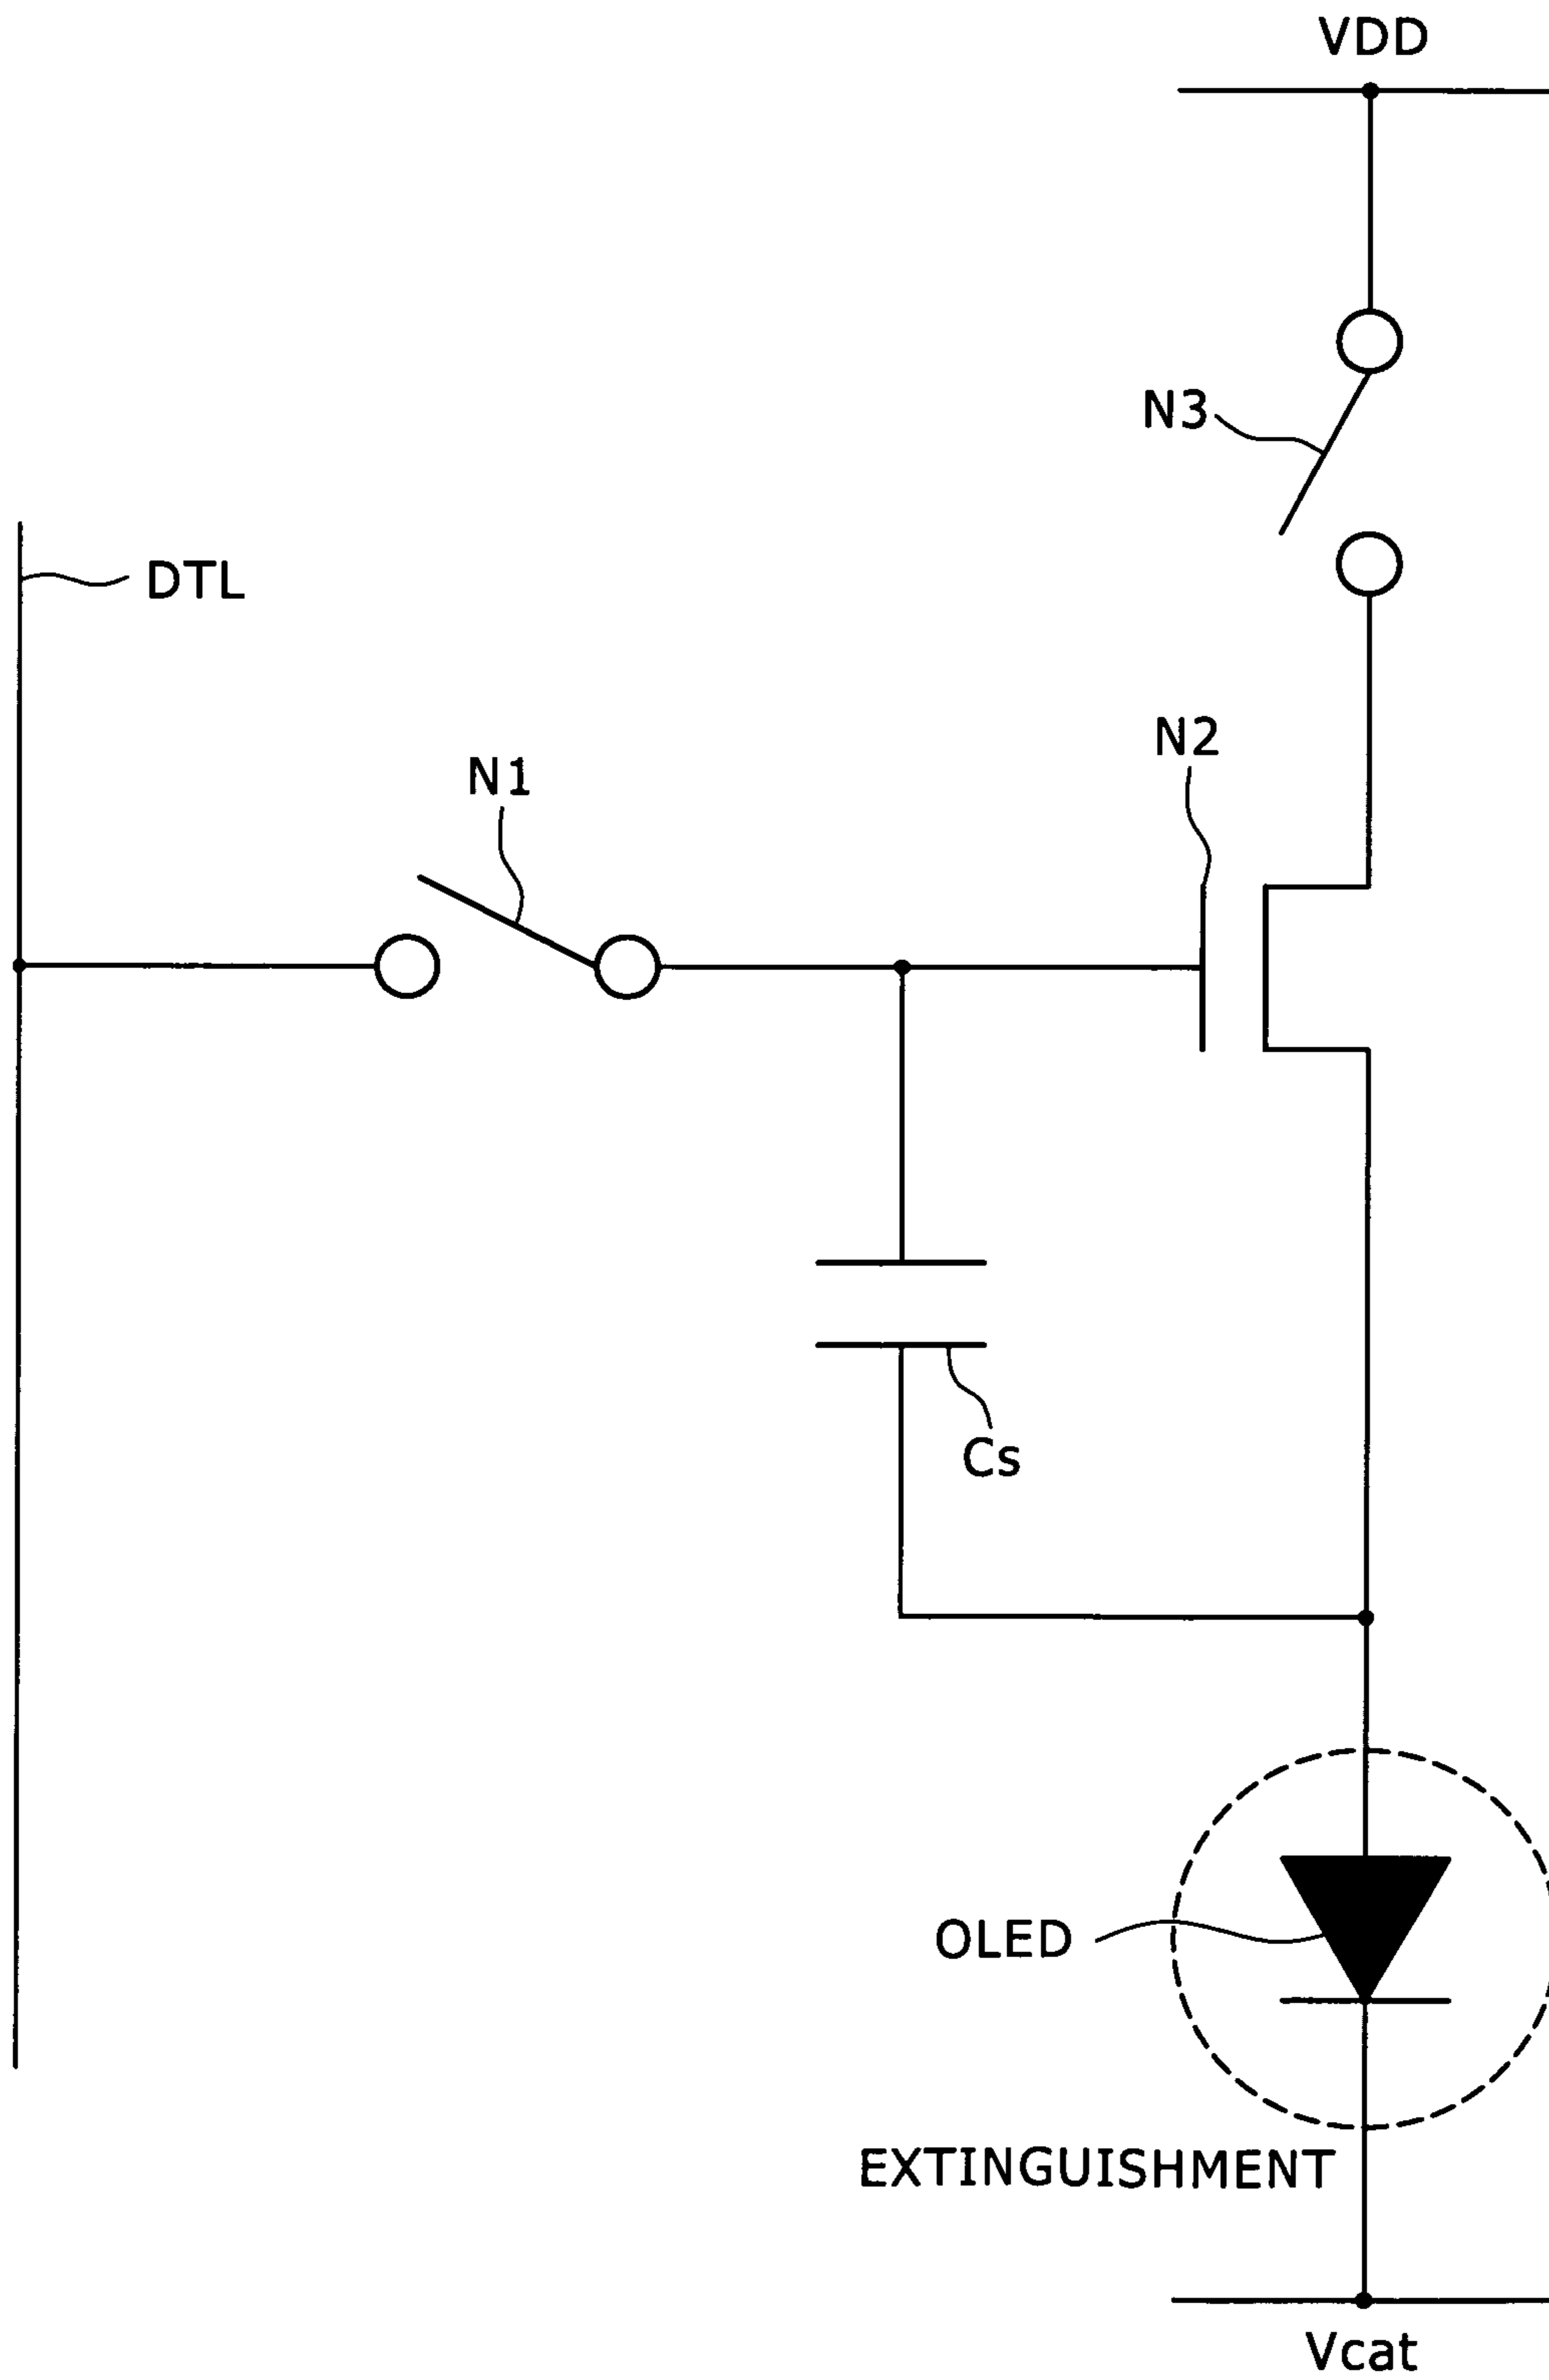 VDD
N3
DTL
N2
N1
Cs
OLED
EXTINGUISHMENT
Vcat